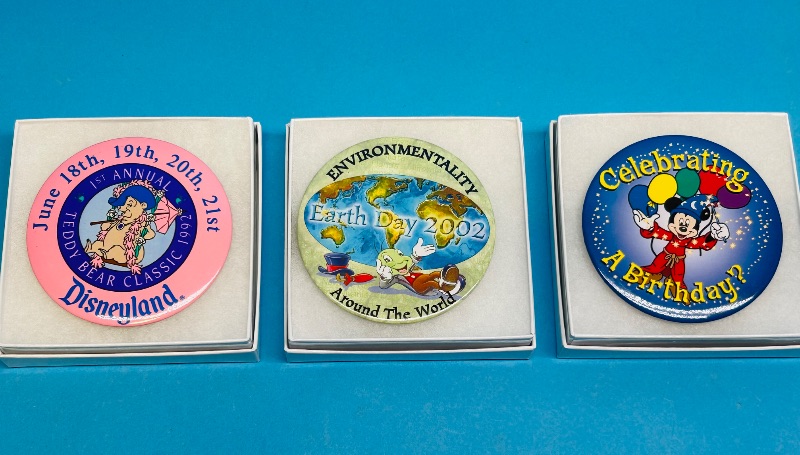 June 18th, 19th, 20th, 21st
1ST ANNUAL
TEDDY BEAR CLASSIC 1992
Disneyland®
ENVIRONMENTALITY
Earth Day 2002
Around The World
Celebrating
A Birthday?